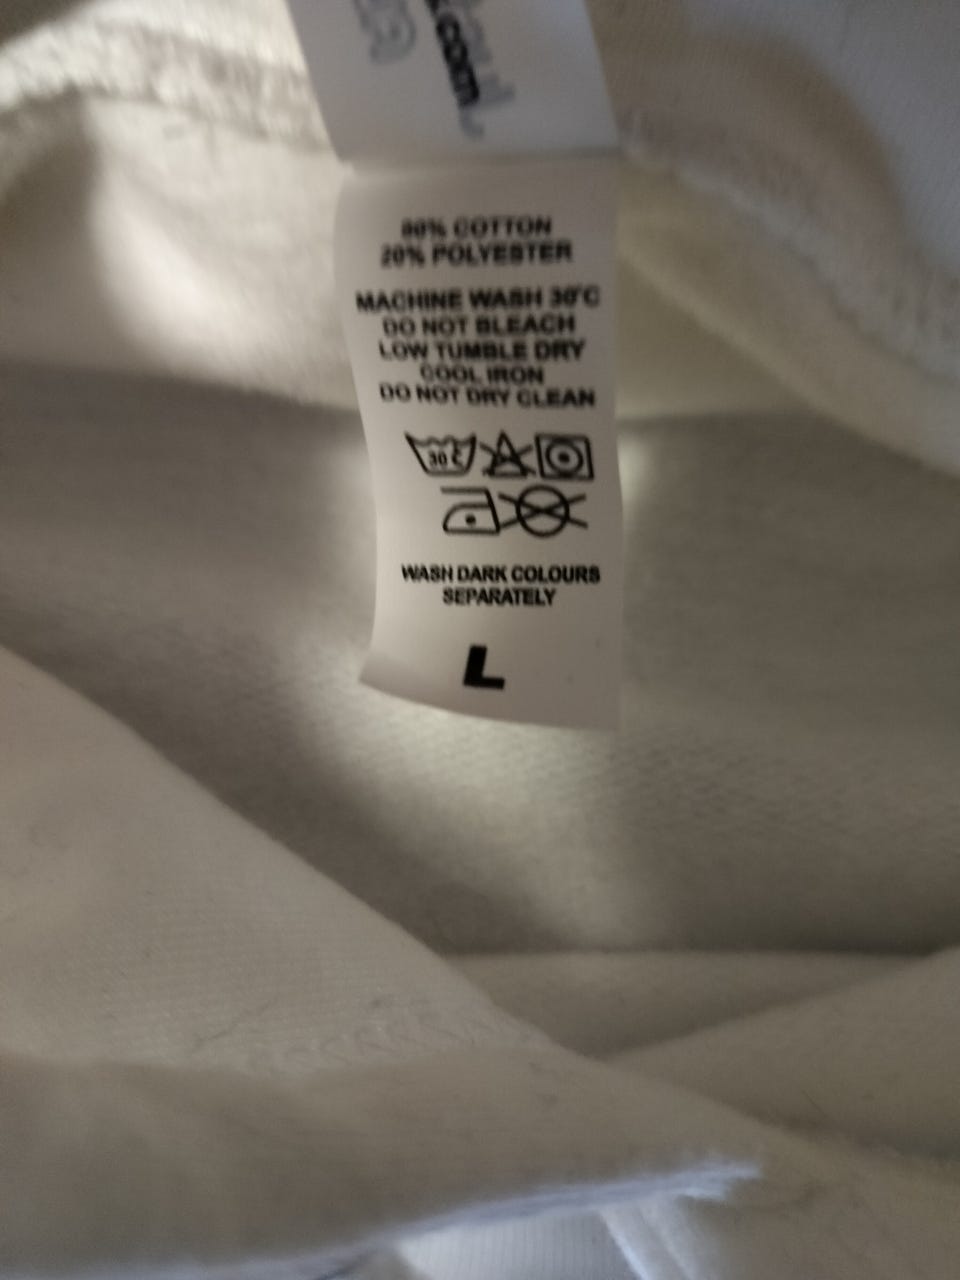 com
80% COTTON
20% POLYESTER
MACHINE WASH 30°C
DO NOT BLEACH
LOW TUMBLE DRY
COOL IRON
DO NOT DRY CLEAN
30 C
WASH DARK COLOURS
SEPARATELY
L